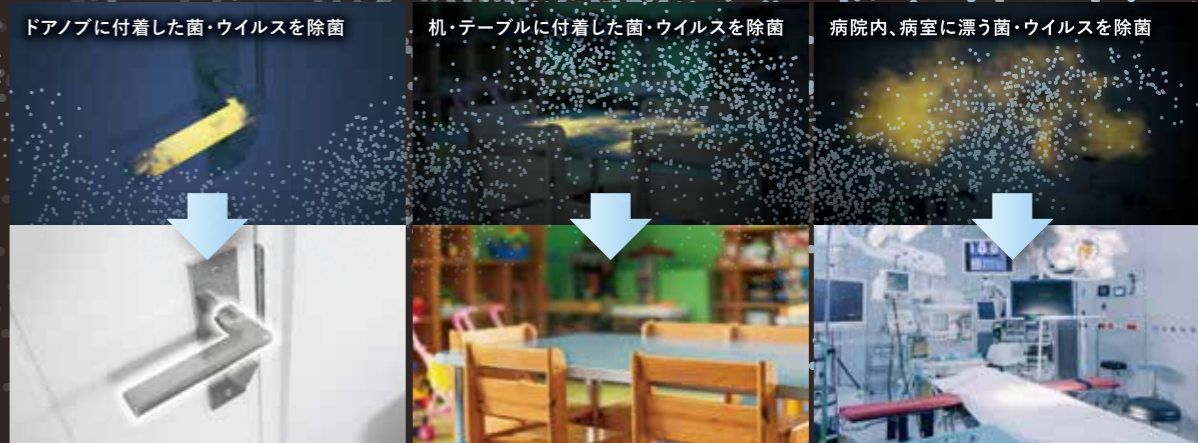 ドアノブに付着した菌・ウイルスを除菌
机・テーブルに付着した菌・ウイルスを除菌
病院内、病室に漂う菌・ウイルスを除菌